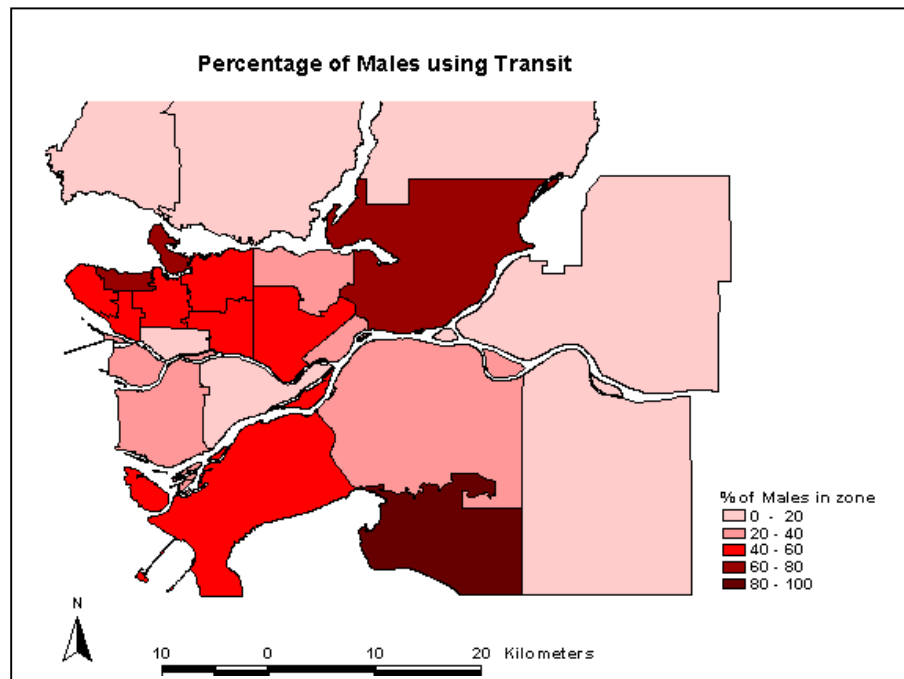 Percentage of Males using Transit
% of Males in zone
0 - 20
20 - 40
40 - 60
60 - 80
80 - 100
N
10 0 10 20 Kilometers